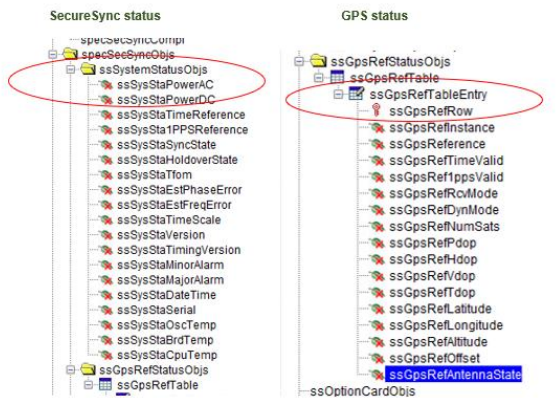 SecureSync status
specSecSyncCompl
specSecSyncObjs
ssSystemStatusObjs
ssSysStaPowerAC
ssSysStaPowerDC
ssSysStaTimeReference
ssSysSta1PPSReference
ssSysStaSyncState
ssSysStaHoldoverState
ssSysStaTfom
ssSysStaEstPhaseError
ssSysStaEstFreqError
ssSysStaTimeScale
ssSysStaVersion
ssSysStaTimingVersion
ssSysStaMinorAlarm
ssSysStaMajorAlarm
ssSysStaDateTime
ssSysStaSerial
ssSysStaOscTemp
ssSysStaBrdTemp
ssSysStaCpuTemp
ssGpsRefStatusObjs
ssGpsRefTable
GPS status
ssGpsRefStatusObjs
ssGpsRefTable
ssGpsRefTableEntry
ssGpsRefRow
ssGpsRefInstance
ssGpsReference
ssGpsRefTimeValid
ssGpsRef1ppsValid
ssGpsRefRcvMode
ssGpsRefDynMode
ssGpsRefNumSats
ssGpsRefPdop
ssGpsRefHdop
ssGpsRefVdop
ssGpsRefTdop
ssGpsRefLatitude
ssGpsRefLongitude
ssGpsRefAltitude
ssGpsRefOffset
ssGpsRefAntennaState
ssOptionCardObjs